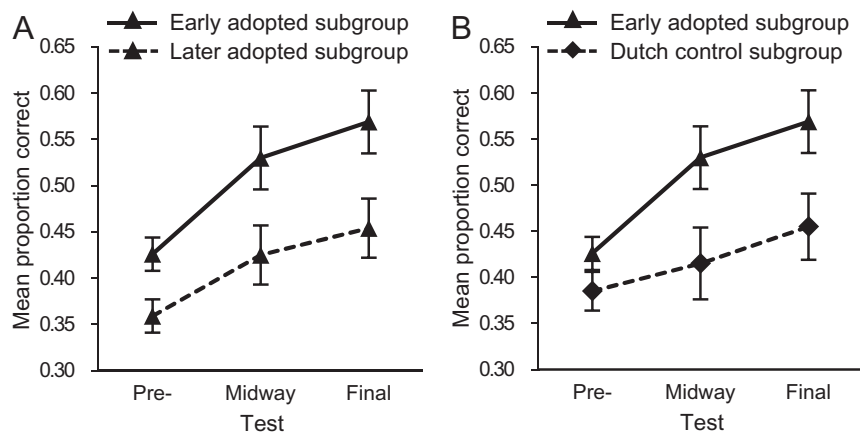 A
Early adopted subgroup
Later adopted subgroup
Mean proportion correct
0.65
0.60
0.55
0.50
0.45
0.40
0.35
0.30
Pre-
Midway
Final
Test
B
Early adopted subgroup
Dutch control subgroup
Mean proportion correct
0.65
0.60
0.55
0.50
0.45
0.40
0.35
0.30
Pre-
Midway
Final
Test